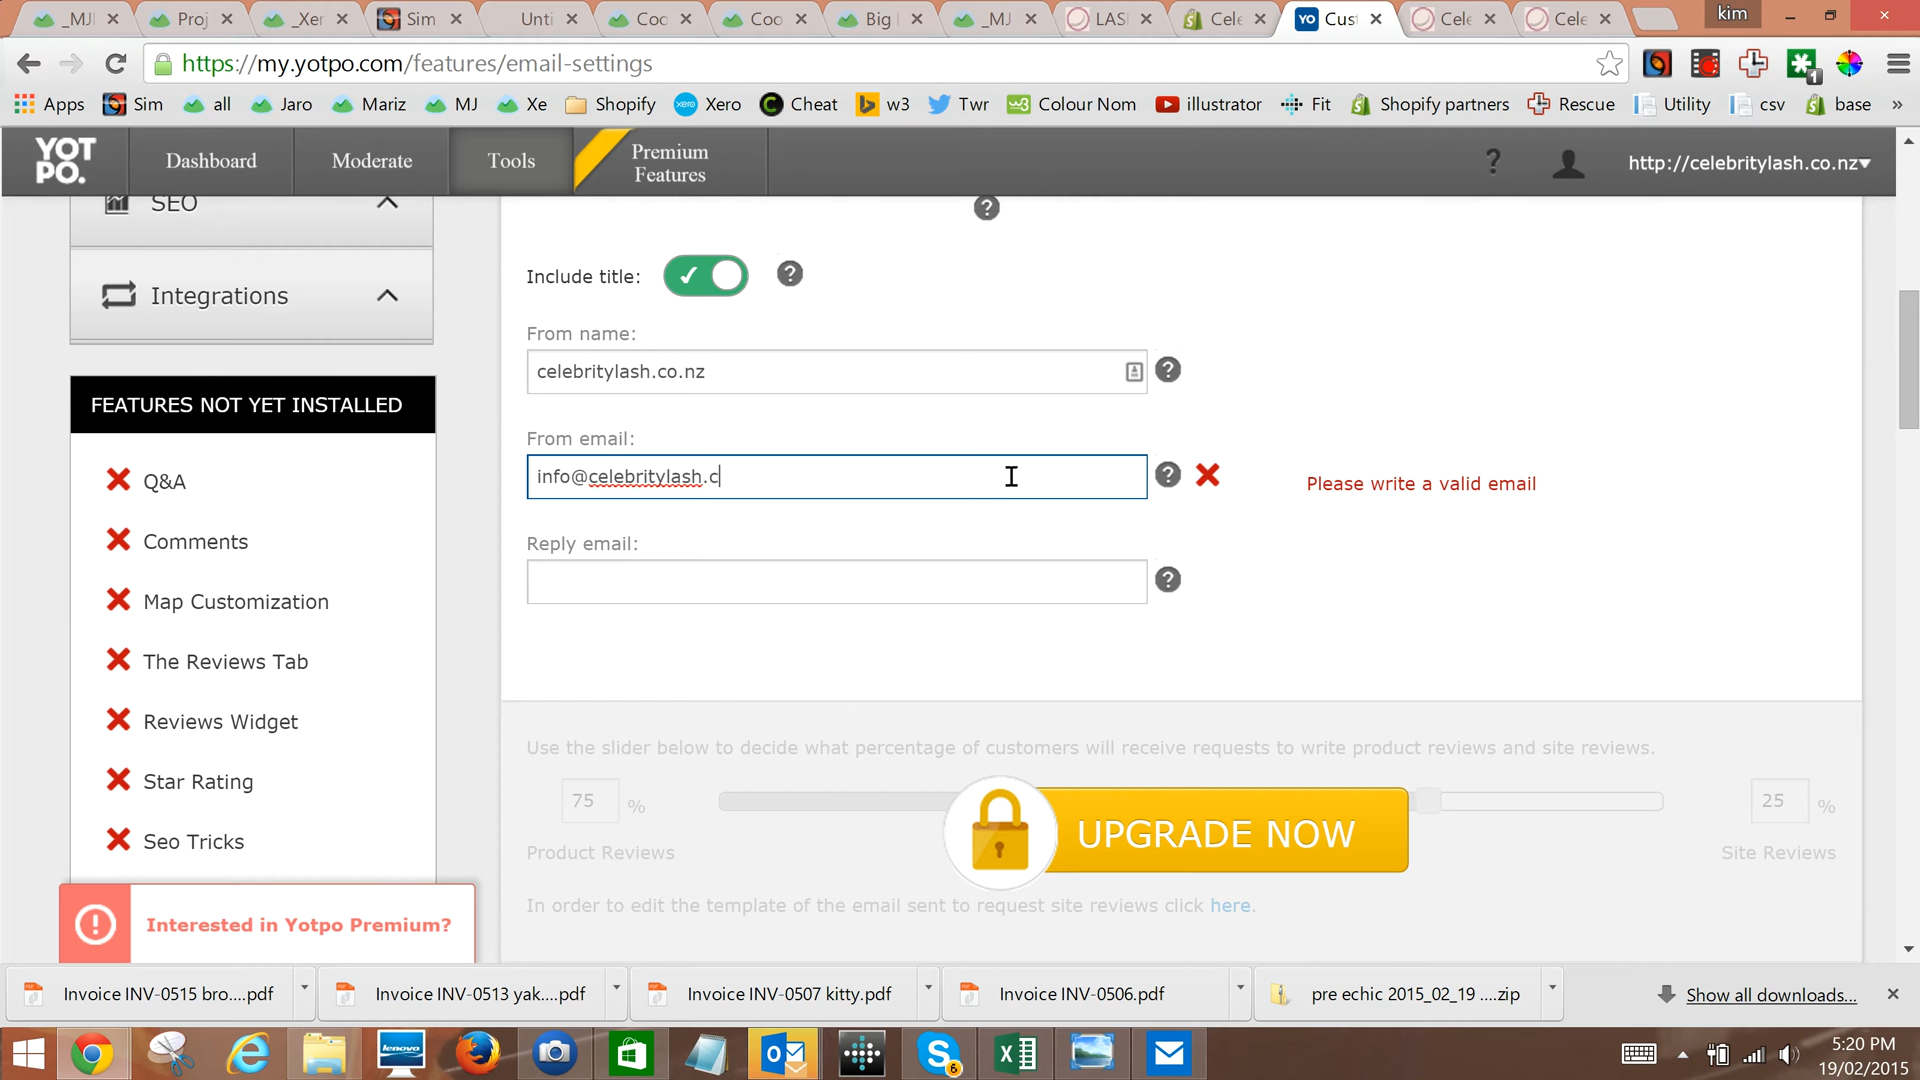 _MJ
Proj
_Xer
Sim
Unti
Coo
Coo
Big
_MJ
LAS
Cele
YO
Cus
Cele
Cele
kim
https://my.yotpo.com/features/email-settings
1
Apps
Sim
all
Jaro
Mariz
MJ
Xe
Shopify
xero
Xero
Cheat
w3
Twr
Colour Nom
illustrator
Fit
Shopify partners
Rescue
Utility
csv
base
»
YOT
PO.
Dashboard
Moderate
Tools
Premium
Features
?
http://celebritylash.co.nz
SEO
?
Integrations
Include title:
?
From name:
celebritylash.co.nz
?
FEATURES NOT YET INSTALLED
From email:
info@celebritylash.c
?
Please write a valid email
Q&A
Reply email:
?
Comments
Map Customization
The Reviews Tab
Reviews Widget
Star Rating
Seo Tricks
Use the slider below to decide what percentage of customers will receive requests to write product reviews and site reviews.
75 %
25 %
UPGRADE NOW
Product Reviews
Site Reviews
In order to edit the template of the email sent to request site reviews click here.
Interested in Yotpo Premium?
Invoice INV-0515 bro....pdf
Invoice INV-0513 yak....pdf
Invoice INV-0507 kitty.pdf
Invoice INV-0506.pdf
pre echic 2015_02_19 ....zip
Show all downloads...
lenovo
6
5:20 PM
19/02/2015